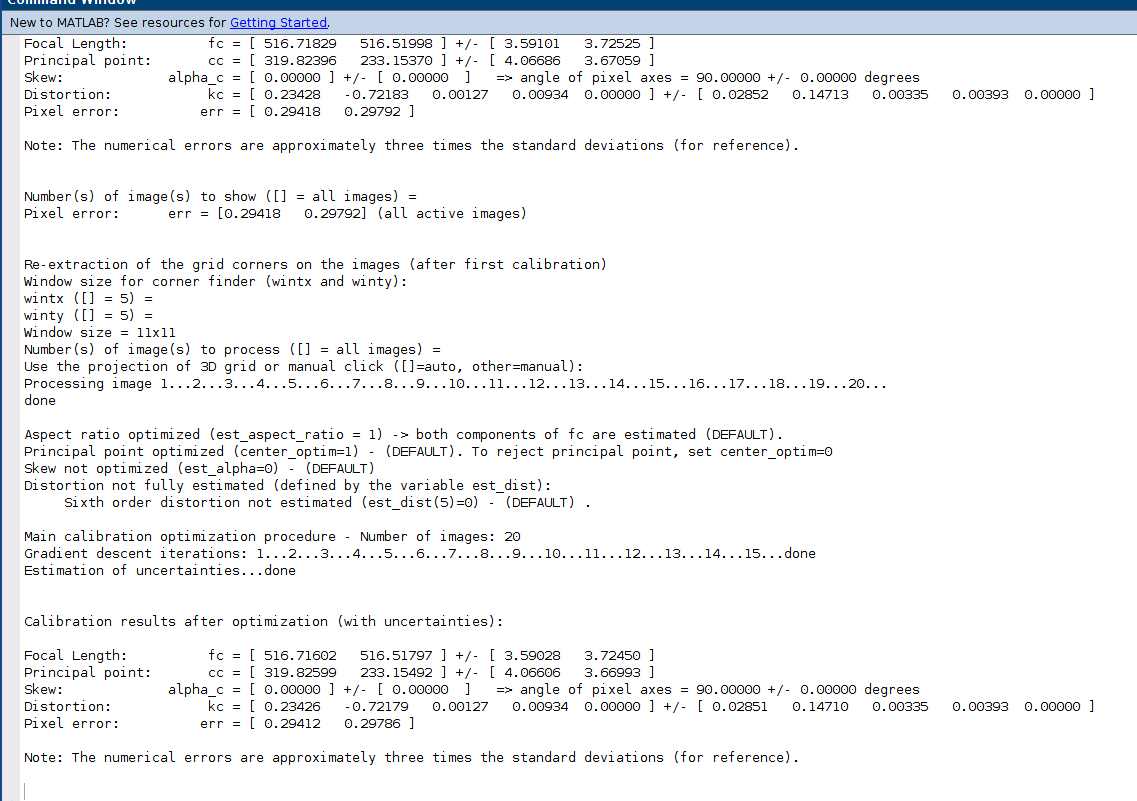 Command Window
New to MATLAB? See resources for Getting Started.
Focal Length:          fc = [ 516.71829   516.51998 ] +/- [ 3.59101   3.72525 ]
Principal point:       cc = [ 319.82396   233.15370 ] +/- [ 4.06686   3.67059 ]
Skew:             alpha_c = [ 0.00000 ] +/- [ 0.00000  ]   => angle of pixel axes = 90.00000 +/- 0.00000 degrees
Distortion:            kc = [ 0.23428   -0.72183   0.00127   0.00934  0.00000 ] +/- [ 0.02852   0.14713   0.00335   0.00393  0.00000 ]
Pixel error:          err = [ 0.29418   0.29792 ]
Note: The numerical errors are approximately three times the standard deviations (for reference).
Number(s) of image(s) to show ([] = all images) =
Pixel error:      err = [0.29418   0.29792] (all active images)
Re-extraction of the grid corners on the images (after first calibration)
Window size for corner finder (wintx and winty):
wintx ([] = 5) =
winty ([] = 5) =
Window size = 11x11
Number(s) of image(s) to process ([] = all images) =
Use the projection of 3D grid or manual click ([]=auto, other=manual):
Processing image 1...2...3...4...5...6...7...8...9...10...11...12...13...14...15...16...17...18...19...20...
done
Aspect ratio optimized (est_aspect_ratio = 1) -> both components of fc are estimated (DEFAULT).
Principal point optimized (center_optim=1) - (DEFAULT). To reject principal point, set center_optim=0
Skew not optimized (est_alpha=0) - (DEFAULT)
Distortion not fully estimated (defined by the variable est_dist):
     Sixth order distortion not estimated (est_dist(5)=0) - (DEFAULT) .
Main calibration optimization procedure - Number of images: 20
Gradient descent iterations: 1...2...3...4...5...6...7...8...9...10...11...12...13...14...15...done
Estimation of uncertainties...done
Calibration results after optimization (with uncertainties):
Focal Length:          fc = [ 516.71602   516.51797 ] +/- [ 3.59028   3.72450 ]
Principal point:       cc = [ 319.82599   233.15492 ] +/- [ 4.06606   3.66993 ]
Skew:             alpha_c = [ 0.00000 ] +/- [ 0.00000  ]   => angle of pixel axes = 90.00000 +/- 0.00000 degrees
Distortion:            kc = [ 0.23426   -0.72179   0.00127   0.00934  0.00000 ] +/- [ 0.02851   0.14710   0.00335   0.00393  0.00000 ]
Pixel error:          err = [ 0.29412   0.29786 ]
Note: The numerical errors are approximately three times the standard deviations (for reference).